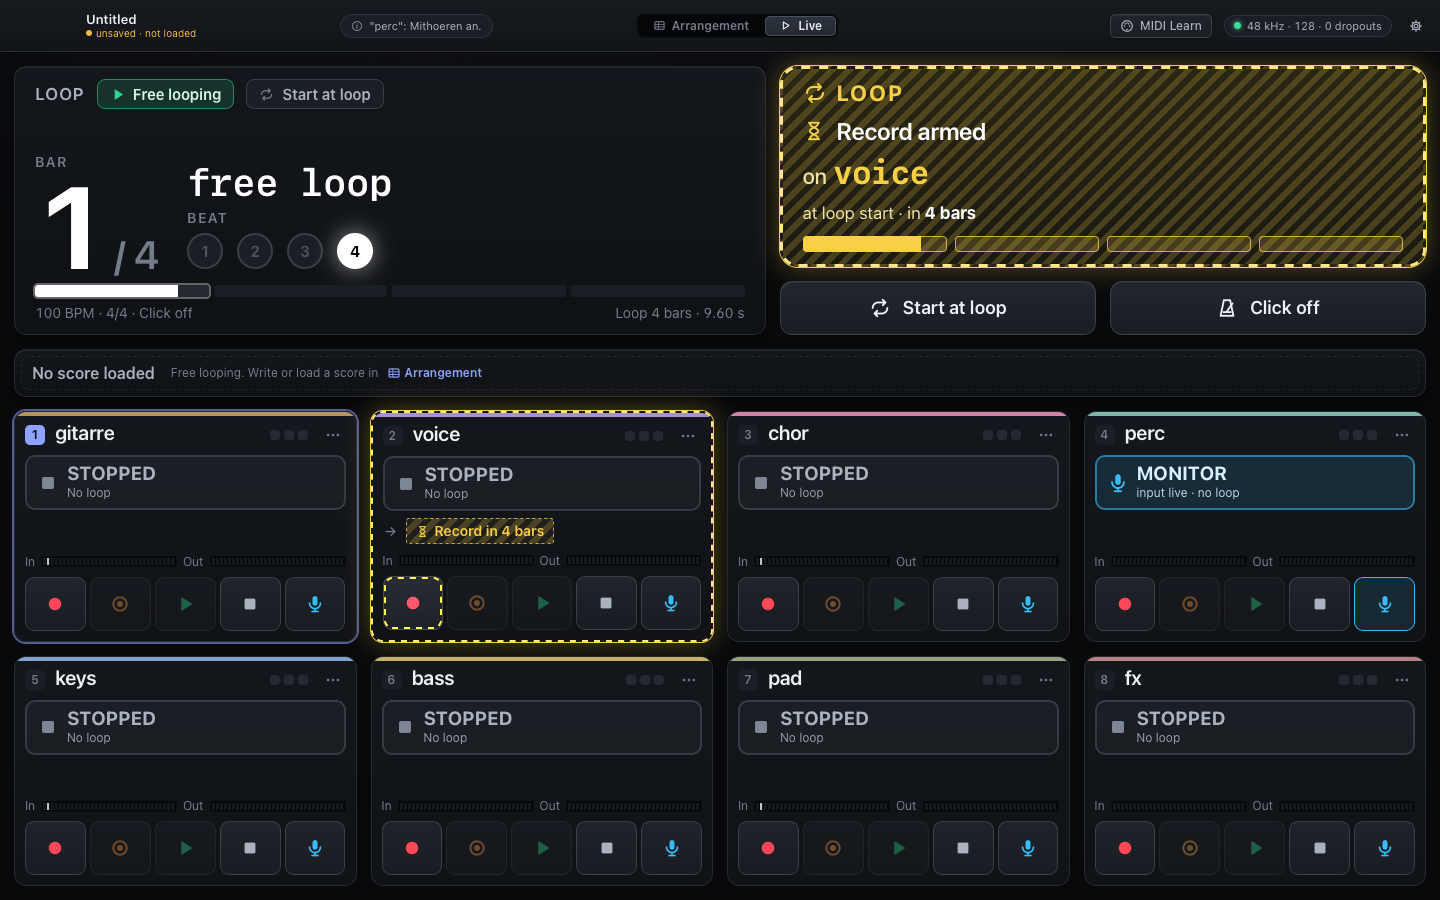 Untitled
unsaved · not loaded
"perc": Mithoeren an.
Arrangement
Live
MIDI Learn
48 kHz · 128 · 0 dropouts
LOOP
Free looping
Start at loop
BAR
1 / 4
free loop
BEAT
1 2 3 4
100 BPM · 4/4 · Click off
Loop 4 bars · 9.60 s
LOOP
Record armed
on voice
at loop start · in 4 bars
Start at loop
Click off
No score loaded
Free looping. Write or load a score in Arrangement
1 gitarre ...
STOPPED
No loop
In
Out
2 voice ...
STOPPED
No loop
→ Record in 4 bars
In
Out
3 chor ...
STOPPED
No loop
In
Out
4 perc ...
MONITOR
input live · no loop
In
Out
5 keys ...
STOPPED
No loop
In
Out
6 bass ...
STOPPED
No loop
In
Out
7 pad ...
STOPPED
No loop
In
Out
8 fx ...
STOPPED
No loop
In
Out